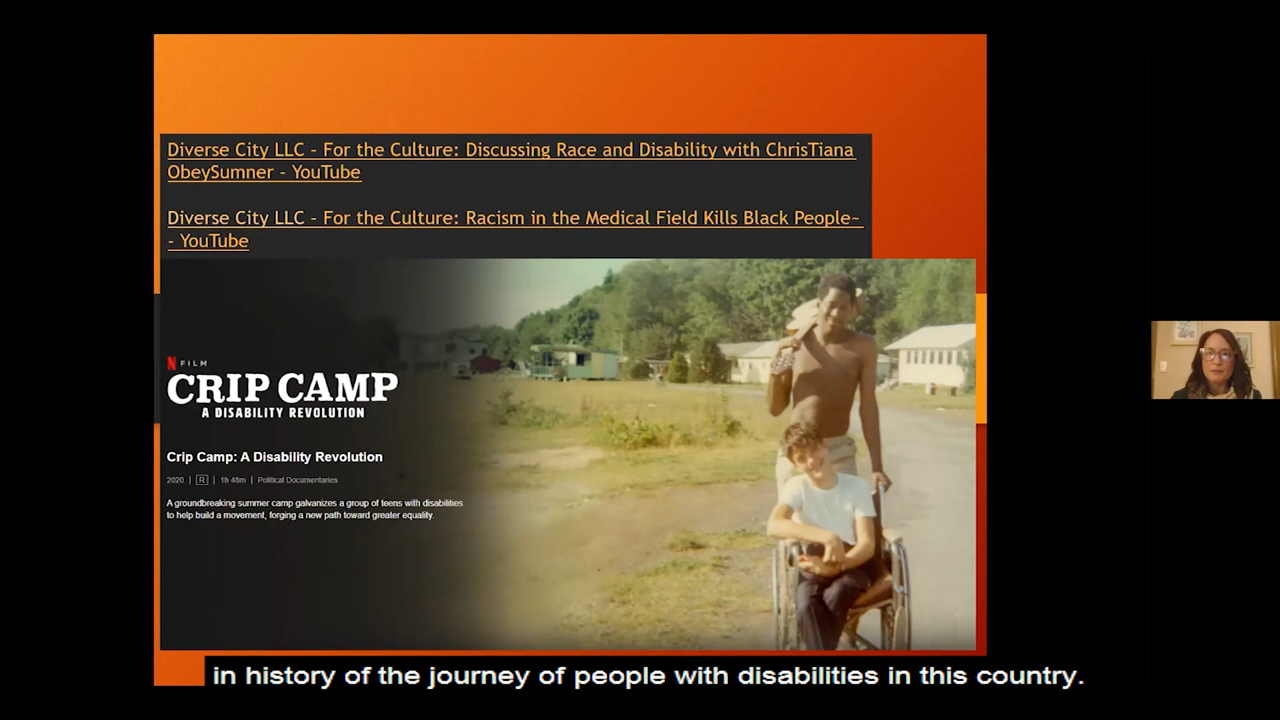 Diverse City LLC - For the Culture: Discussing Race and Disability with ChrisTiana
ObeySumner - YouTube
Diverse City LLC - For the Culture: Racism in the Medical Field Kills Black People~
- YouTube
N FILM
CRIP CAMP
A DISABILITY REVOLUTION
Crip Camp: A Disability Revolution
2020 | R | 1h 48m | Political Documentaries
A groundbreaking summer camp galvanizes a group of teens with disabilities
to help build a movement, forging a new path toward greater equality.
in history of the journey of people with disabilities in this country.